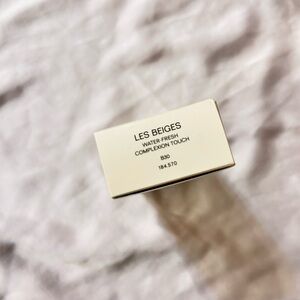 LES BEIGES
WATER-FRESH
COMPLEXION TOUCH
B30
184.570